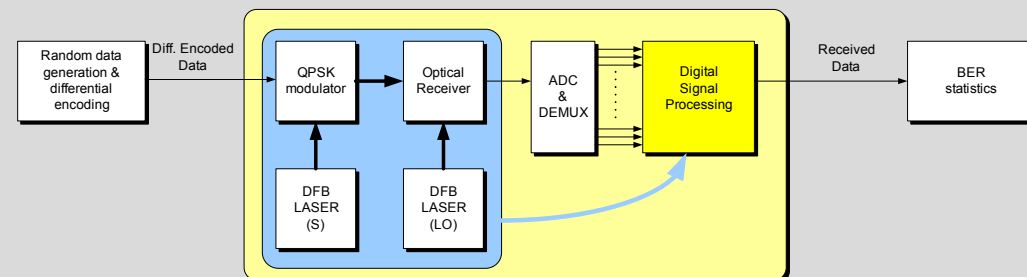 Random data
generation &
differential
encoding
Diff. Encoded
Data
QPSK
modulator
Optical
Receiver
DFB
LASER
(S)
DFB
LASER
(LO)
ADC
&
DEMUX
Digital
Signal
Processing
Received
Data
BER
statistics